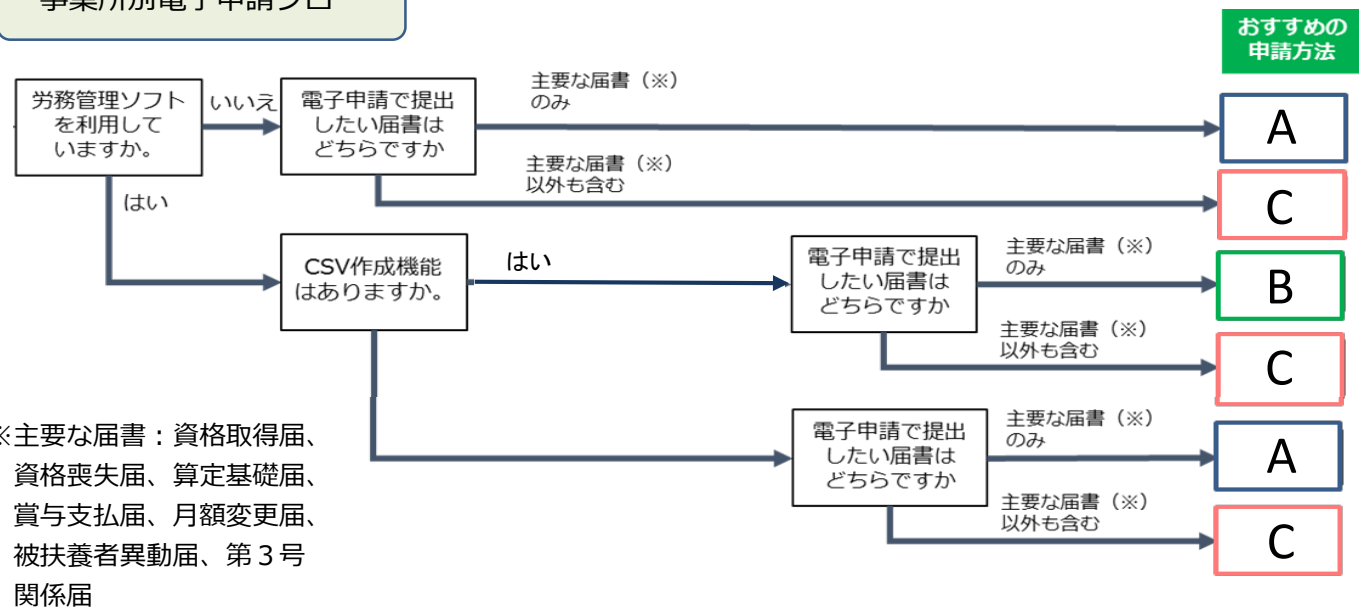 事業所別電子申請フロー
おすすめの
申請方法
労務管理ソフト
を利用して
いますか。
いいえ
電子申請で提出
したい届書は
どちらですか
主要な届書（※）
のみ
A
主要な届書（※）
以外も含む
C
はい
CSV作成機能
はありますか。
はい
電子申請で提出
したい届書は
どちらですか
主要な届書（※）
のみ
B
主要な届書（※）
以外も含む
C
電子申請で提出
したい届書は
どちらですか
主要な届書（※）
のみ
A
主要な届書（※）
以外も含む
C
※主要な届書：資格取得届、
資格喪失届、算定基礎届、
賞与支払届、月額変更届、
被扶養者異動届、第３号
関係届